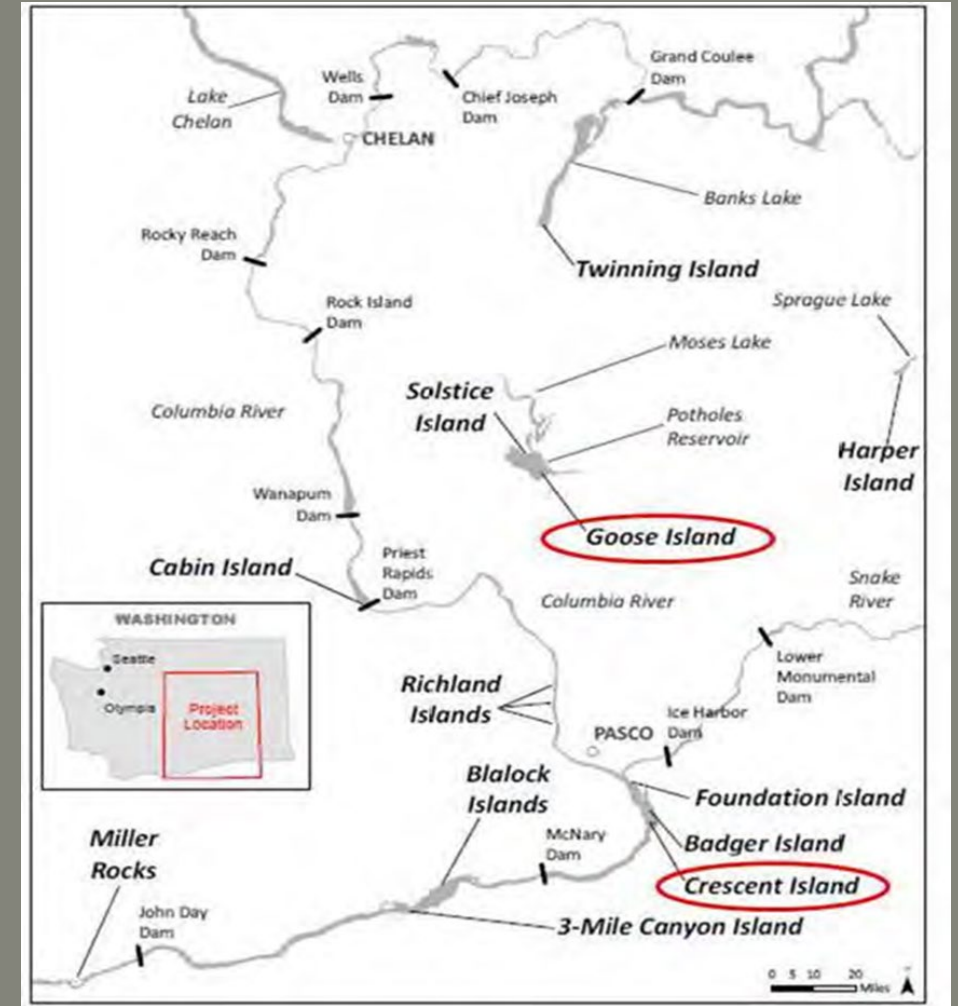 Grand Coulee
Dam
Wells
Dam
Chief Joseph
Dam
Lake
Chelan
CHELAN
Banks Lake
Rocky Reach
Dam
Twinning Island
Sprague Lake
Rock Island
Dam
Moses Lake
Solstice
Island
Columbia River
Potholes
Reservoir
Harper
Island
Wanapum
Dam
Goose Island
Cabin Island
Priest
Rapids
Dam
Snake
River
Columbia River
WASHINGTON
Seattle
Olympia
Project
Location
Lower
Monumental
Dam
Richland
Islands
Ice Harbor
Dam
PASCO
Blalock
Islands
Foundation Island
Miller
Rocks
McNary
Dam
Badger Island
Crescent Island
John Day
Dam
3-Mile Canyon Island
0 5 10 20
Miles